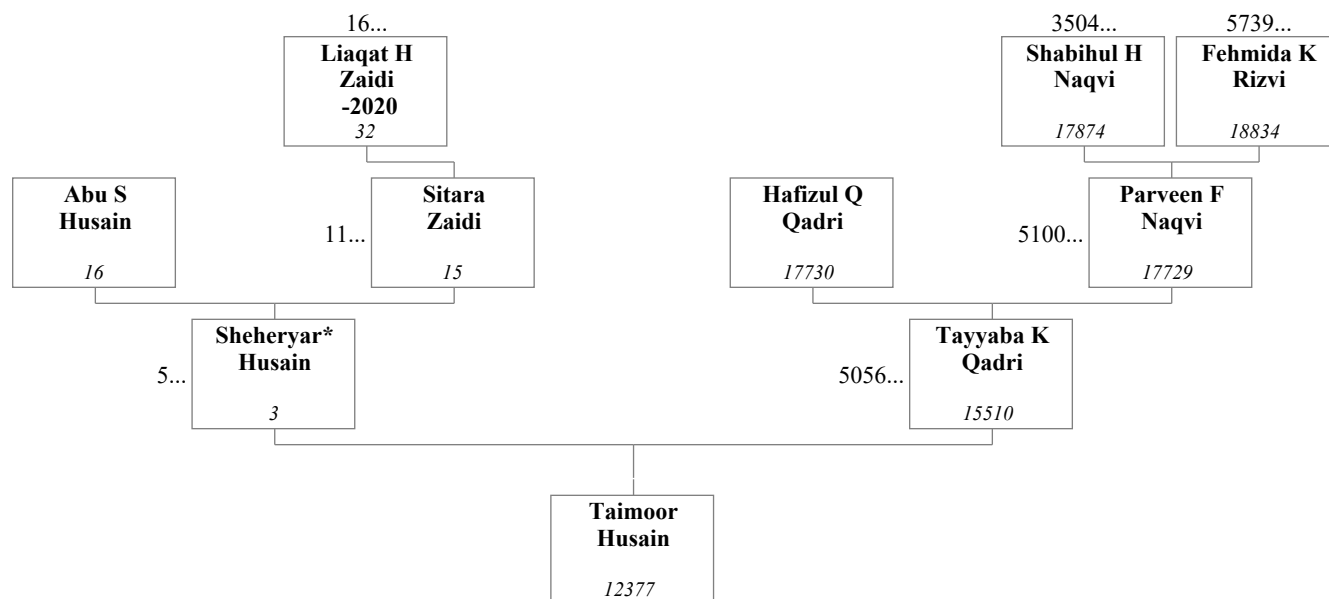 16...
3504...
5739...
Liaqat H
Zaidi
-2020
32
Shabihul H
Naqvi
17874
Fehmida K
Rizvi
18834
Abu S
Husain
16
11...
Sitara
Zaidi
15
Hafizul Q
Qadri
17730
5100...
Parveen F
Naqvi
17729
5...
Sheheryar*
Husain
3
5056...
Tayyaba K
Qadri
15510
Taimoor
Husain
12377